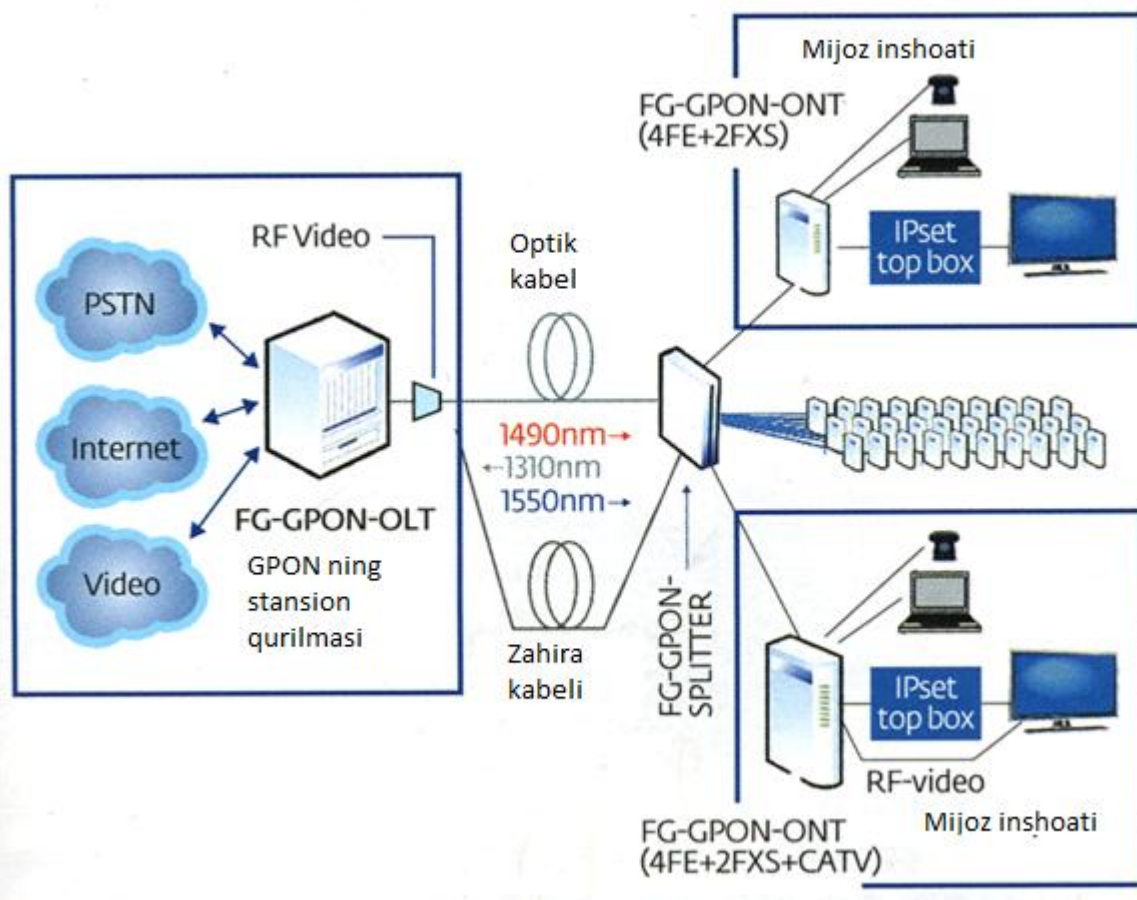 Mijoz inshoati
FG-GPON-ONT
(4FE+2FXS)
IPset
top box
RF Video
Optik
kabel
PSTN
Internet
Video
FG-GPON-OLT
GPON ning
stansion
qurilmasi
1490nm→
←1310nm
1550nm→
Zahira
kabeli
FG-GPON-
SPLITTER
IPset
top box
RF-video
Mijoz inshoati
FG-GPON-ONT
(4FE+2FXS+CATV)